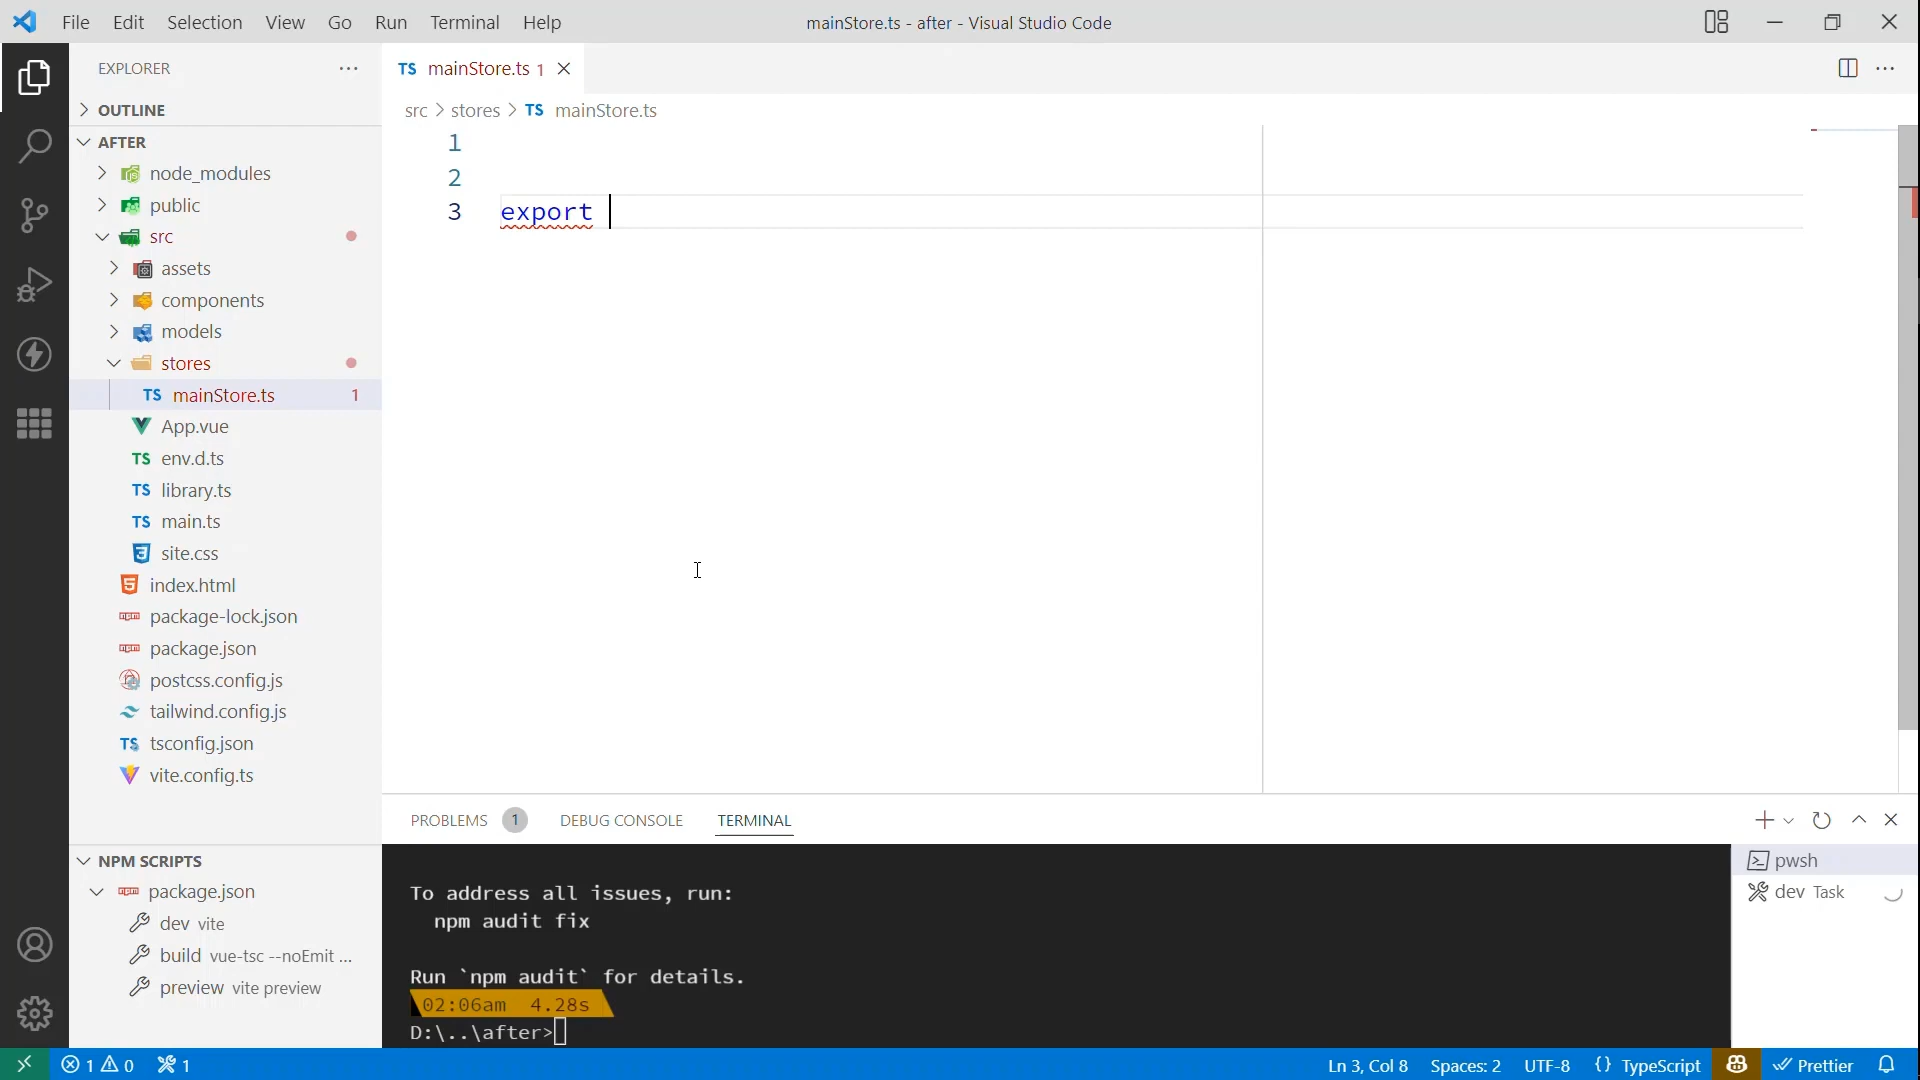 File Edit Selection View Go Run Terminal Help
mainStore.ts - after - Visual Studio Code
EXPLORER
OUTLINE
AFTER
node_modules
public
src
assets
components
models
stores
TS mainStore.ts 1
App.vue
TS env.d.ts
TS library.ts
TS main.ts
site.css
index.html
package-lock.json
package.json
postcss.config.js
tailwind.config.js
TS tsconfig.json
vite.config.ts
NPM SCRIPTS
package.json
dev vite
build vue-tsc --noEmit ...
preview vite preview
TS mainStore.ts 1
src > stores > TS mainStore.ts
1
2
3 export
PROBLEMS 1 DEBUG CONSOLE TERMINAL
To address all issues, run:
npm audit fix
Run `npm audit` for details.
02:06am 4.28s
D:\..\after>
pwsh
dev Task
1 0 1
Ln 3, Col 8 Spaces: 2 UTF-8 {} TypeScript Prettier